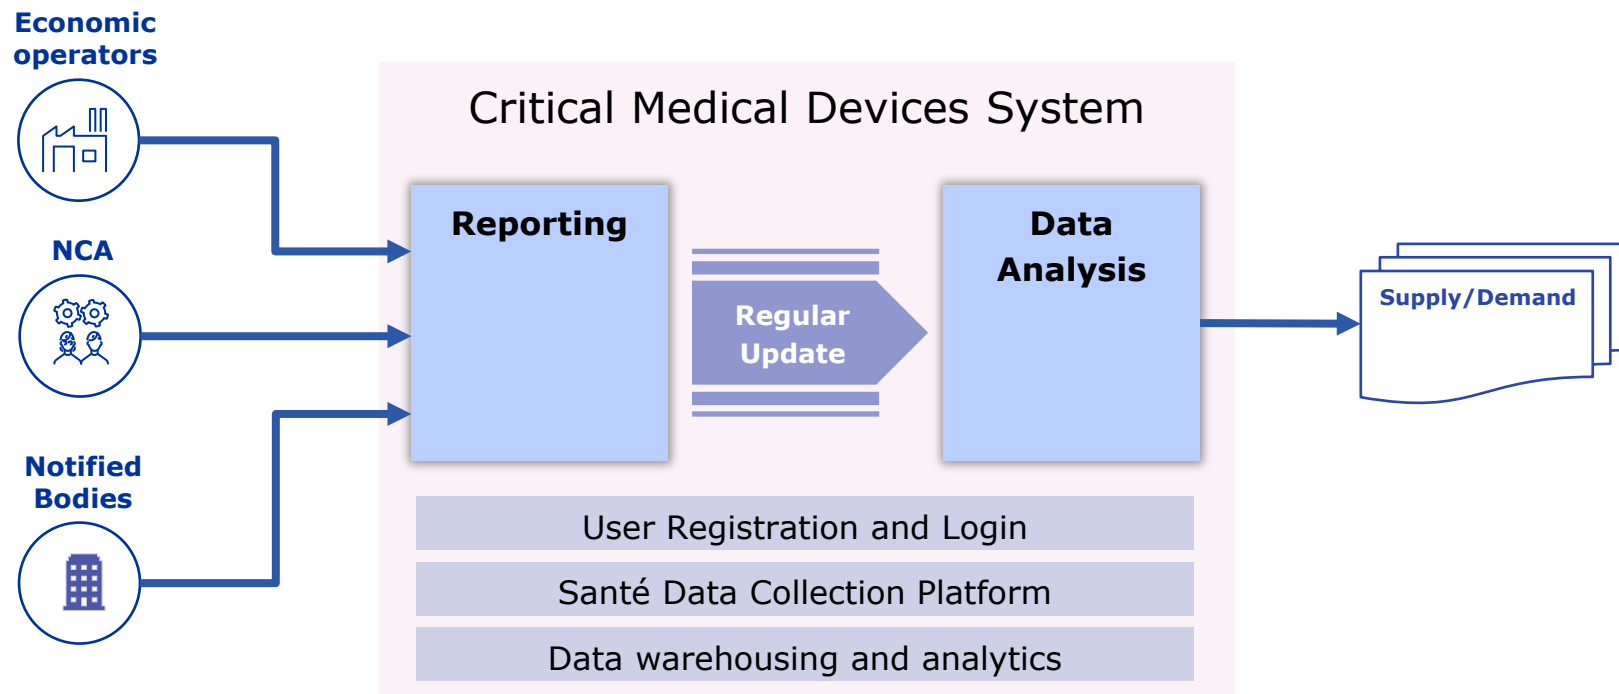 Economic
operators
NCA
Notified
Bodies
Critical Medical Devices System
Reporting
Regular
Update
Data
Analysis
User Registration and Login
Santé Data Collection Platform
Data warehousing and analytics
Supply/Demand